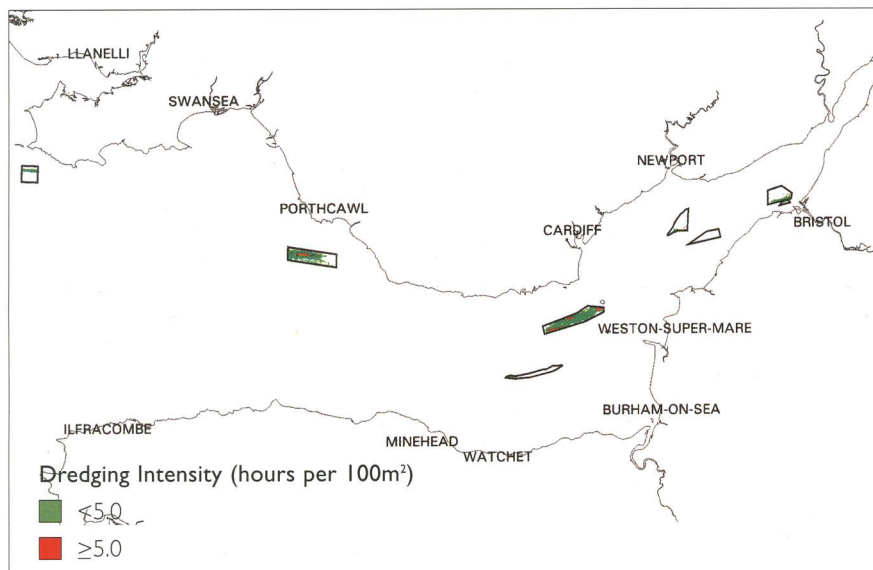 LLANELLI
SWANSEA
NEWPORT
PORTHCAWL
BRISTOL
CARDIFF
WESTON-SUPER-MARE
BURHAM-ON-SEA
ILFRACOMBE
MINEHEAD
WATCHET
Dredging Intensity (hours per 100m²)
<5.0
≥5.0